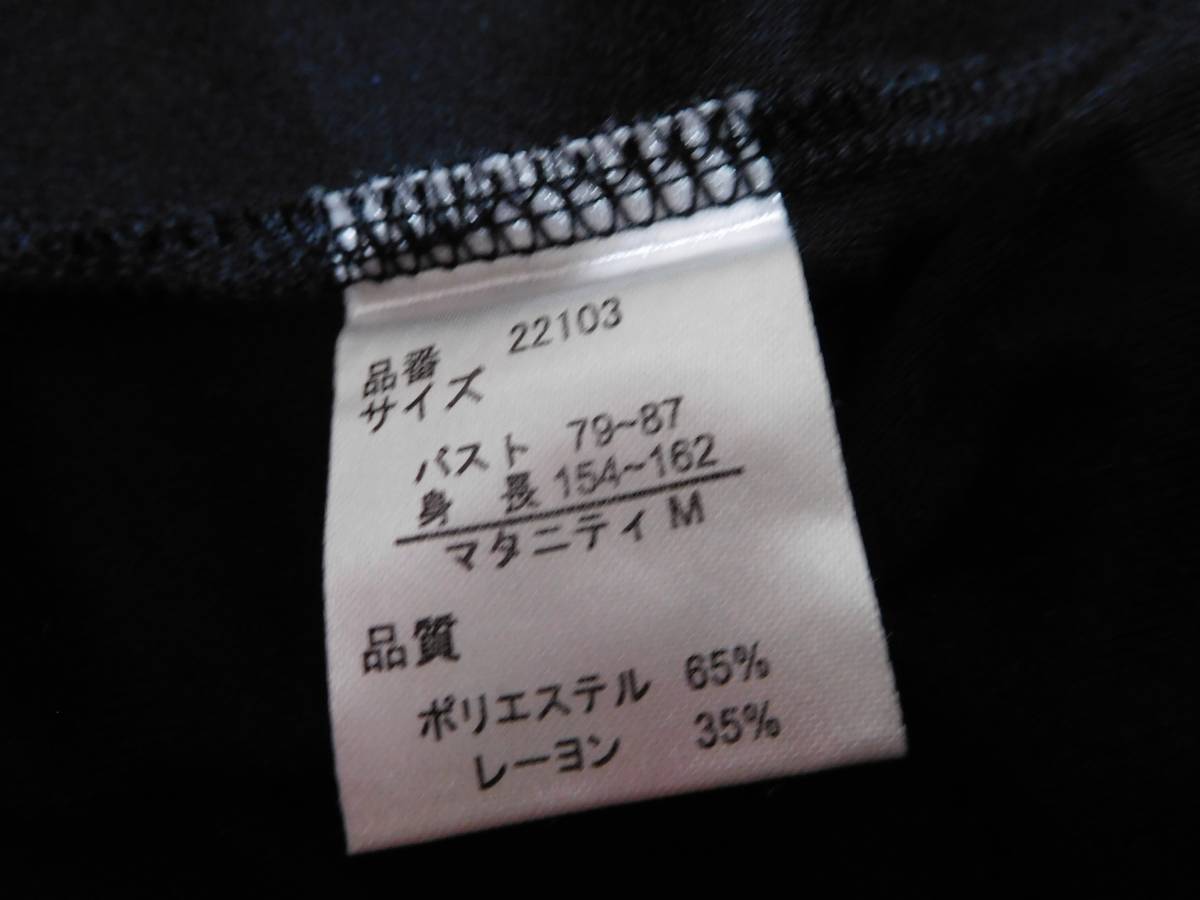 品番 22103
サイズ
バスト 79~87
身 長 154~162
マタニティ M
品質
ポリエステル 65%
レーヨン 35%